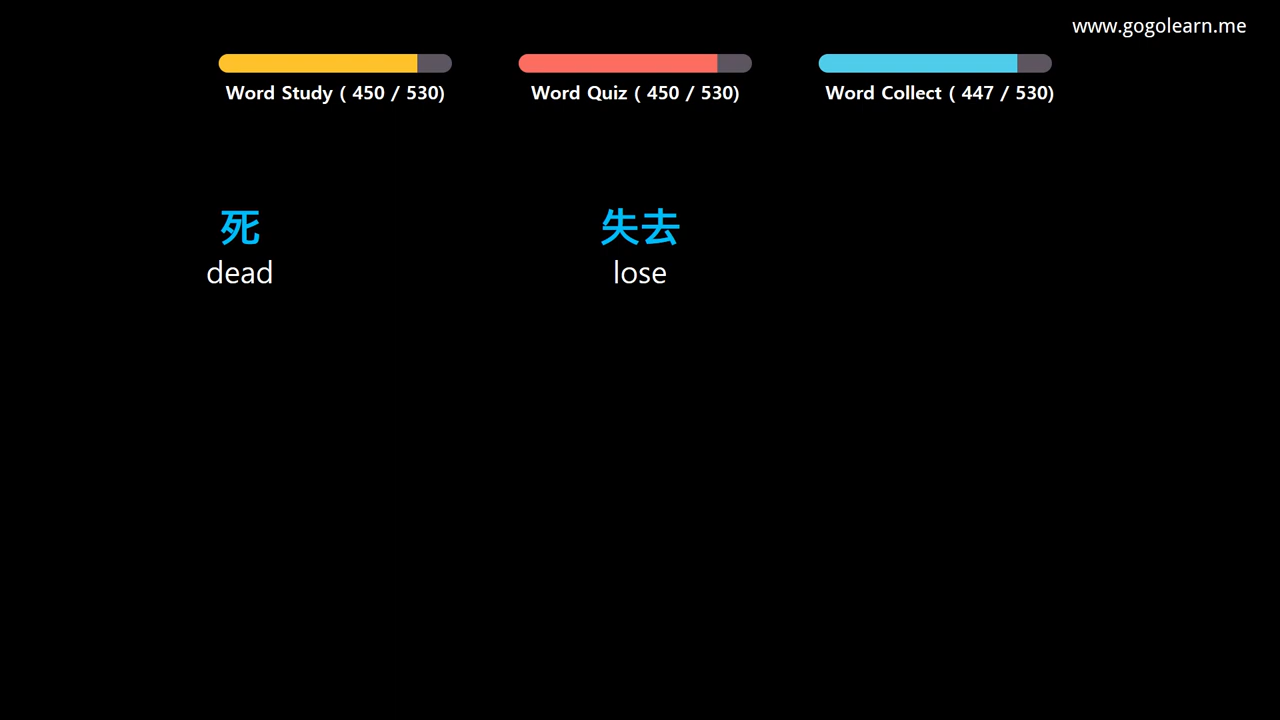 www.gogolearn.me
Word Study ( 450 / 530)
Word Quiz ( 450 / 530)
Word Collect ( 447 / 530)
死
dead
失去
lose